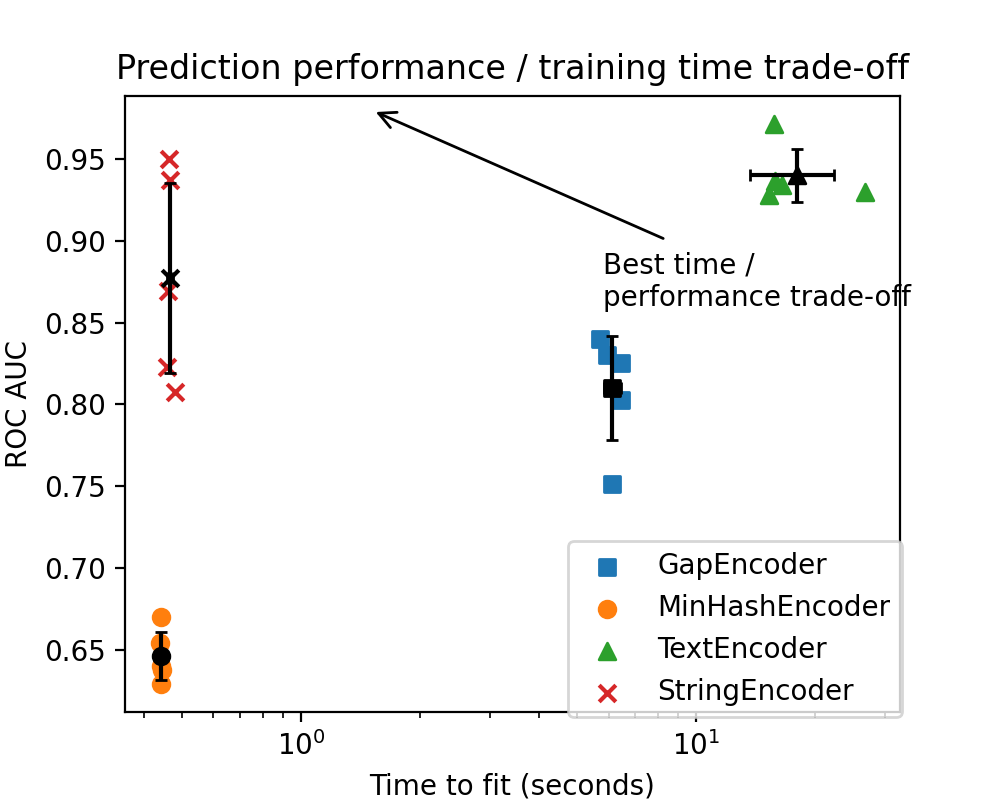 Prediction performance / training time trade-off
0.95
0.90
0.85
0.80
0.75
0.70
0.65
ROC AUC
Best time /
performance trade-off
GapEncoder
MinHashEncoder
TextEncoder
StringEncoder
10⁰
10¹
Time to fit (seconds)